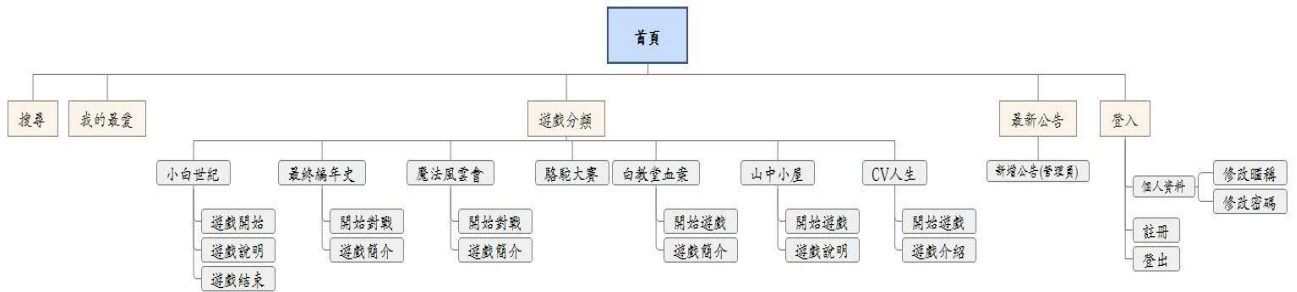 首頁
搜尋
我的最愛
遊戲分類
最新公告
登入
小白世紀
最終編年史
魔法風雲會
駱駝大賽
白教堂血案
山中小屋
CV人生
新增公告(管理員)
個人資料
修改暱稱
修改密碼
遊戲開始
開始對戰
開始對戰
開始遊戲
開始遊戲
開始遊戲
註冊
遊戲說明
遊戲簡介
遊戲簡介
遊戲簡介
遊戲說明
遊戲介紹
登出
遊戲結束